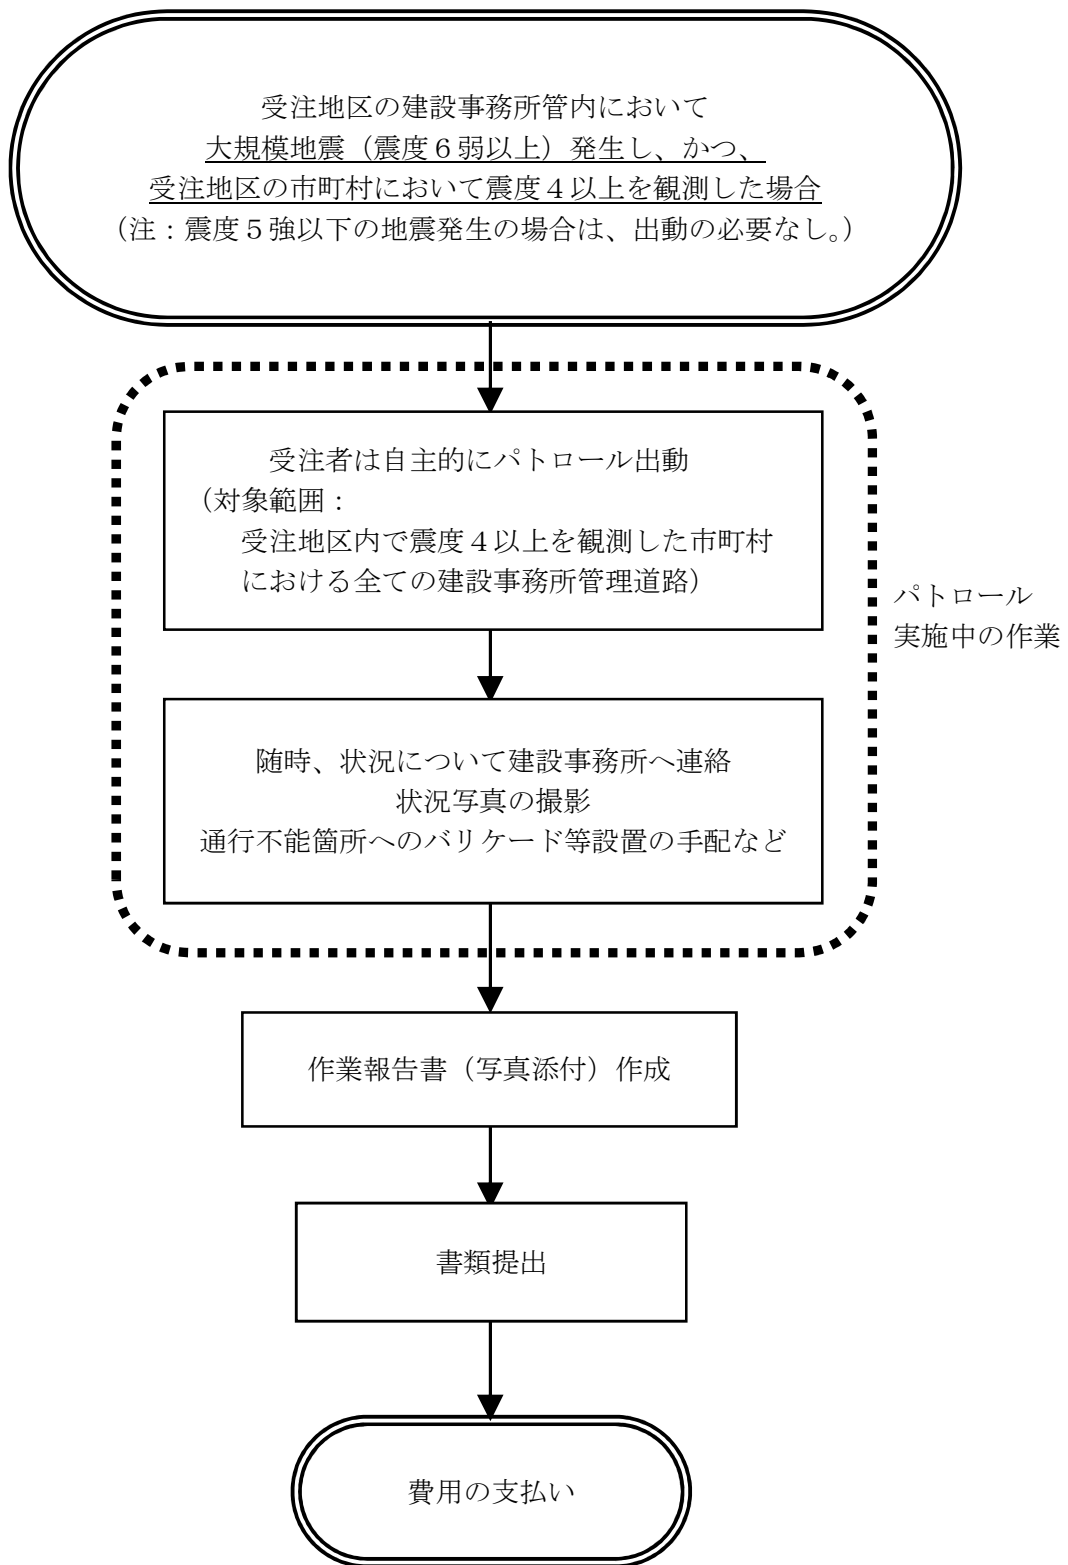 受注地区の建設事務所管内において
大規模地震（震度６弱以上）発生し、かつ、
受注地区の市町村において震度４以上を観測した場合
（注：震度５強以下の地震発生の場合は、出動の必要なし。）
受注者は自主的にパトロール出動
（対象範囲：
受注地区内で震度４以上を観測した市町村
における全ての建設事務所管理道路）
パトロール
実施中の作業
随時、状況について建設事務所へ連絡
状況写真の撮影
通行不能箇所へのバリケード等設置の手配など
作業報告書（写真添付）作成
書類提出
費用の支払い